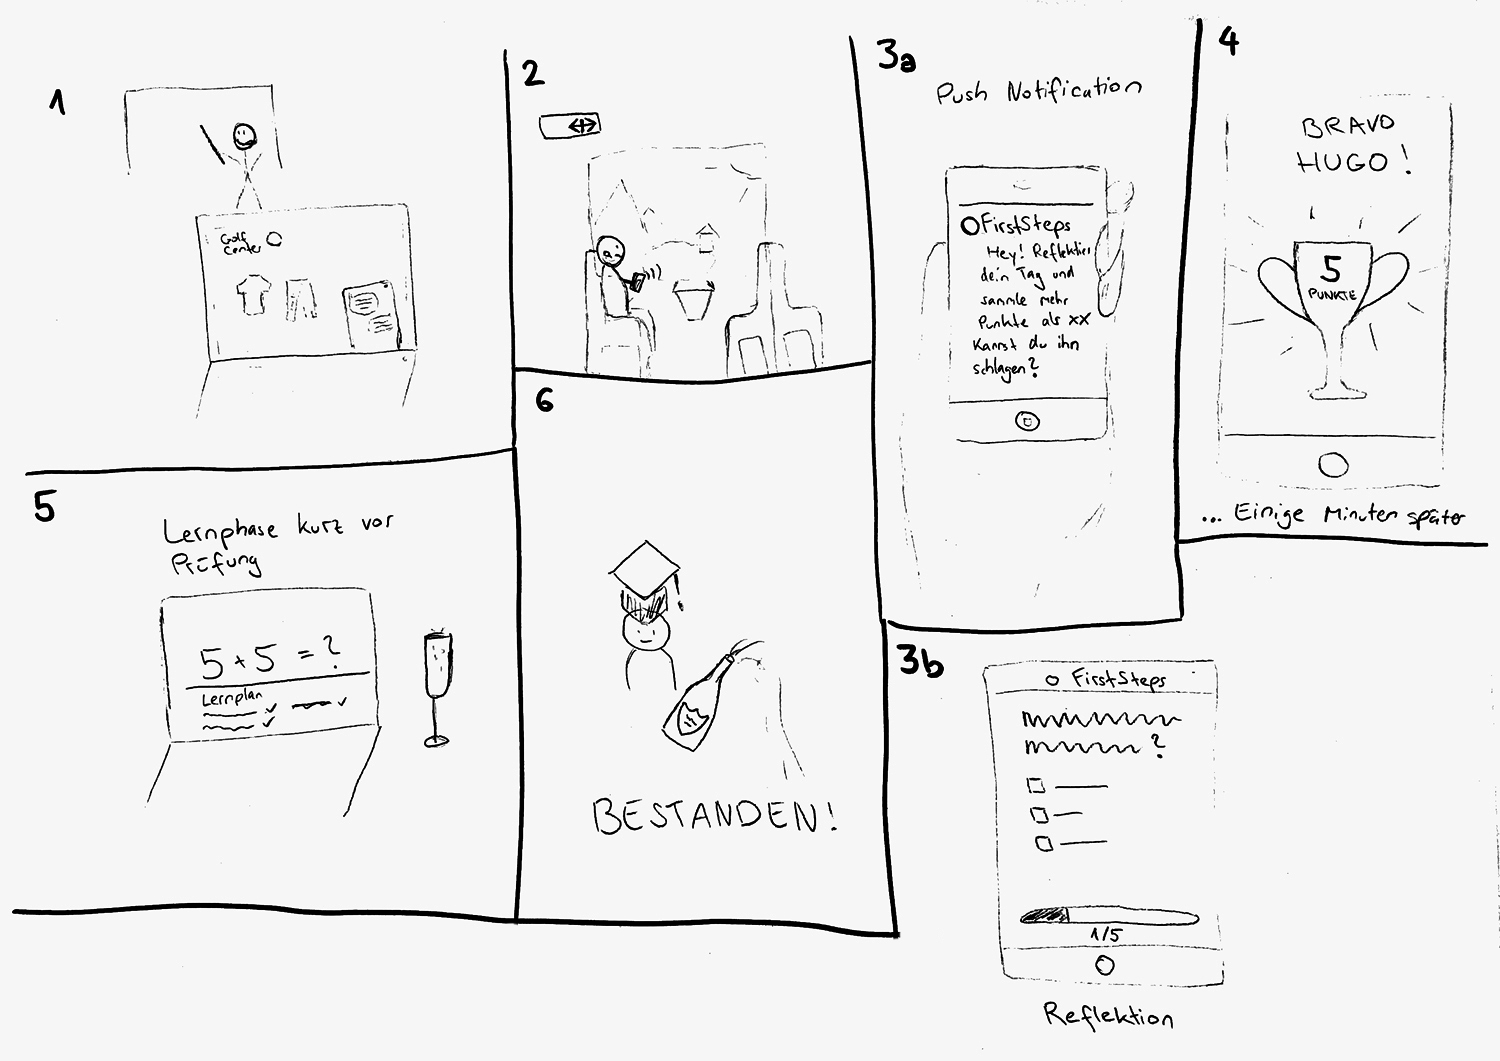 1
Golf
Center
2
3a
Push Notification
FirstSteps
Hey! Reflektier
dein Tag und
sammle mehr
Punkte als xx
Kannst du ihn
schlagen?
3b
FirstSteps
?
1/5
Reflektion
4
BRAVO
HUGO!
5
PUNKTE
... Einige Minuten später
5
Lernphase kurz vor
Prüfung
5+5 = ?
Lernplan
6
BESTANDEN!